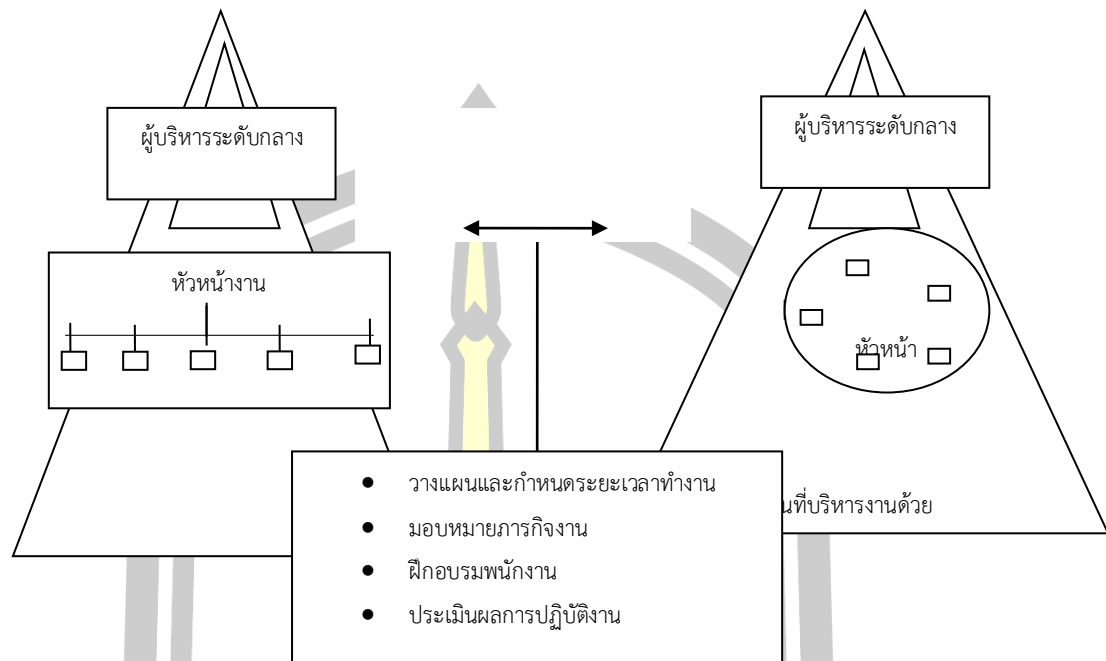 ผู้บริหารระดับกลาง
ผู้บริหารระดับกลาง
หัวหน้างาน
หัวหน้า
นที่บริหารงานด้วย
วางแผนและกำหนดระยะเวลาทำงาน
มอบหมายภารกิจงาน
ฝึกอบรมพนักงาน
ประเมินผลการปฏิบัติงาน